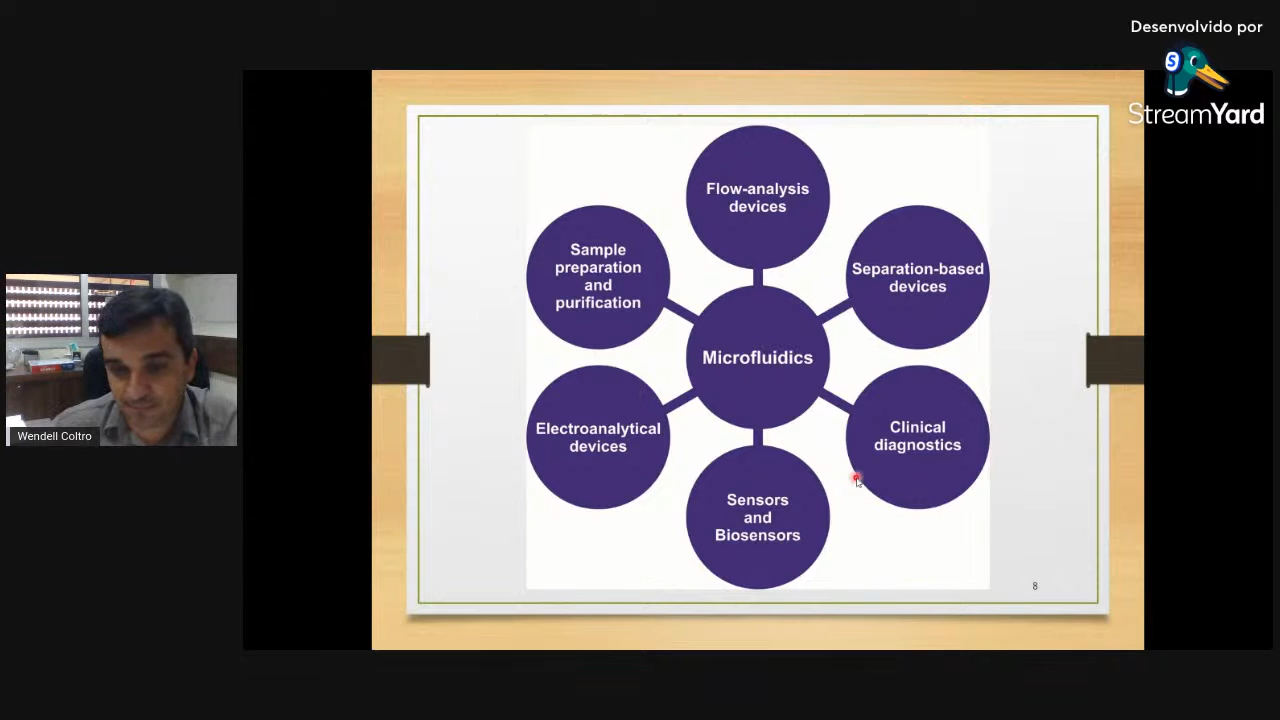 Desenvolvido por
StreamYard
Flow-analysis
devices
Sample
preparation
and
purification
Separation-based
devices
Microfluidics
Electroanalytical
devices
Clinical
diagnostics
Sensors
and
Biosensors
8
Wendell Coltro